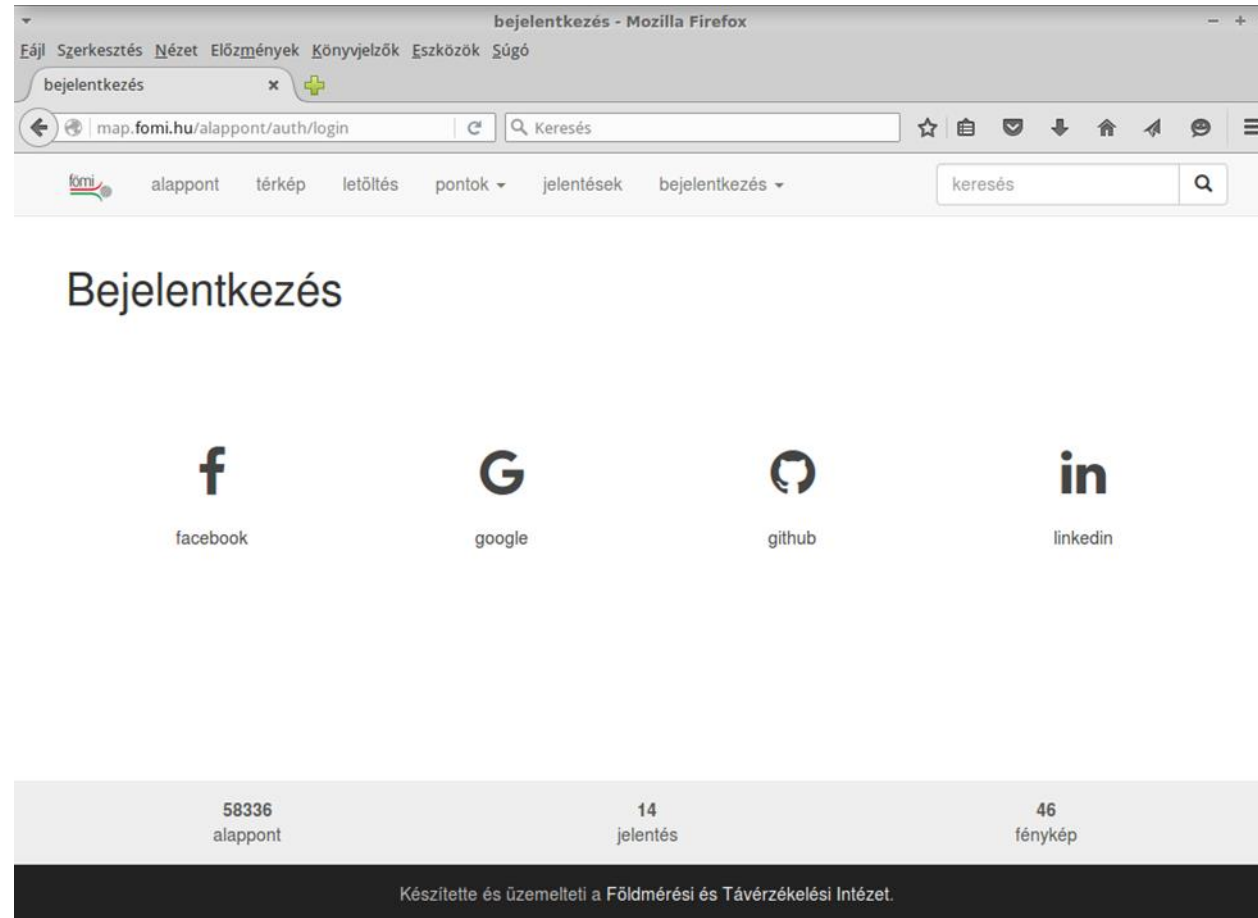 bejelentkezés - Mozilla Firefox
Fájl Szerkesztés Nézet Előzmények Könyvjelzők Eszközök Súgó
bejelentkezés
map.fomi.hu/alappont/auth/login Keresés
fömi alappont térkép letöltés pontok jelentések bejelentkezés keresés
Bejelentkezés
facebook google github linkedin
58336 14 46
alappont jelentés fénykép
Készítette és üzemelteti a Földmérési és Távérzékelési Intézet.